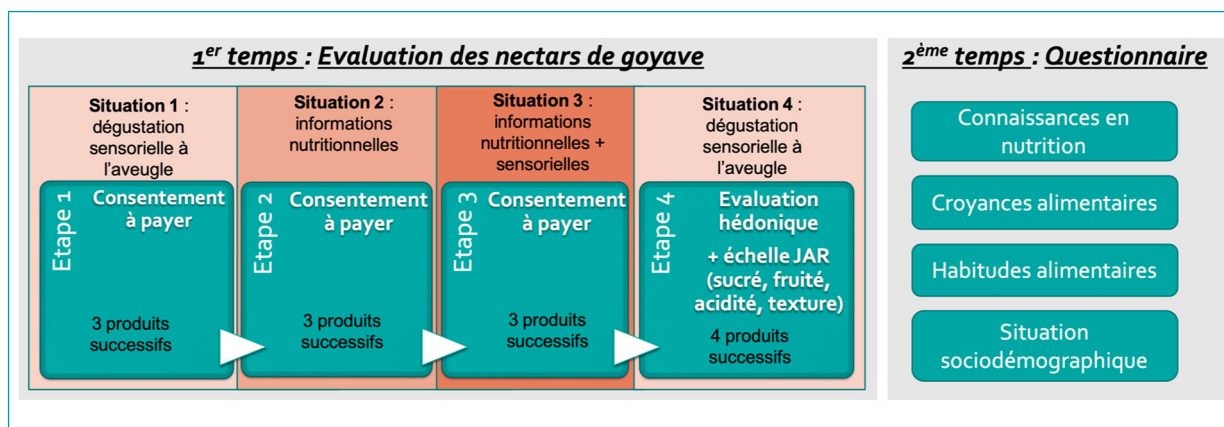 1er temps : Evaluation des nectars de goyave
Situation 1 :
dégustation
sensorielle à
l'aveugle
Etape 1
Consentement
à payer
3 produits
successifs
Situation 2 :
informations
nutritionnelles
Etape 2
Consentement
à payer
3 produits
successifs
Situation 3 :
informations
nutritionnelles +
sensorielles
Etape 3
Consentement
à payer
3 produits
successifs
Situation 4 :
dégustation
sensorielle à
l'aveugle
Etape 4
Evaluation
hédonique
+ échelle JAR
(sucré, fruité,
acidité, texture)
4 produits
successifs
2ème temps : Questionnaire
Connaissances en
nutrition
Croyances alimentaires
Habitudes alimentaires
Situation
sociodémographique